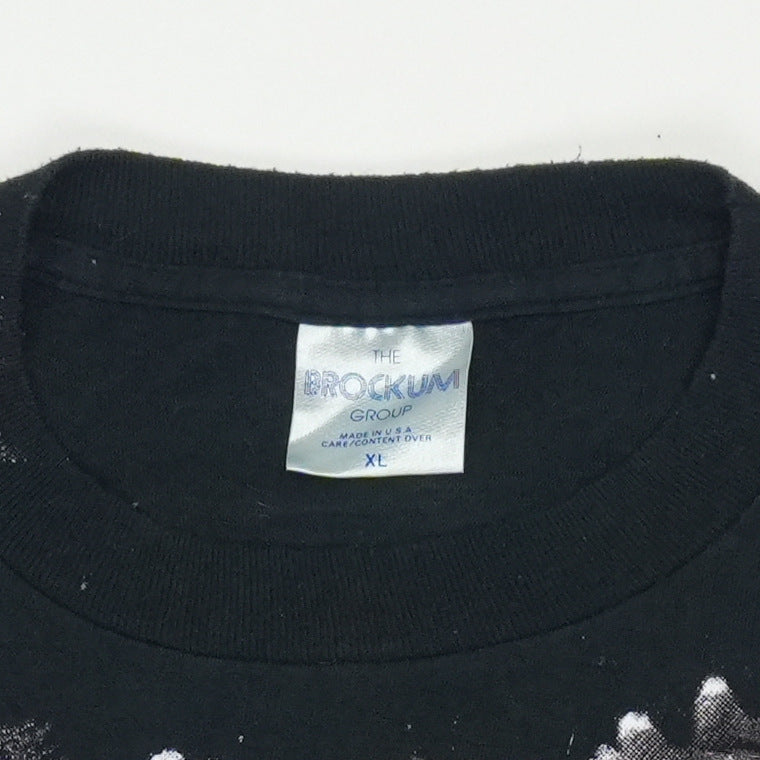 THE
BROCKUM
GROUP
MADE IN U.S.A
CARE/CONTENT OVER
XL